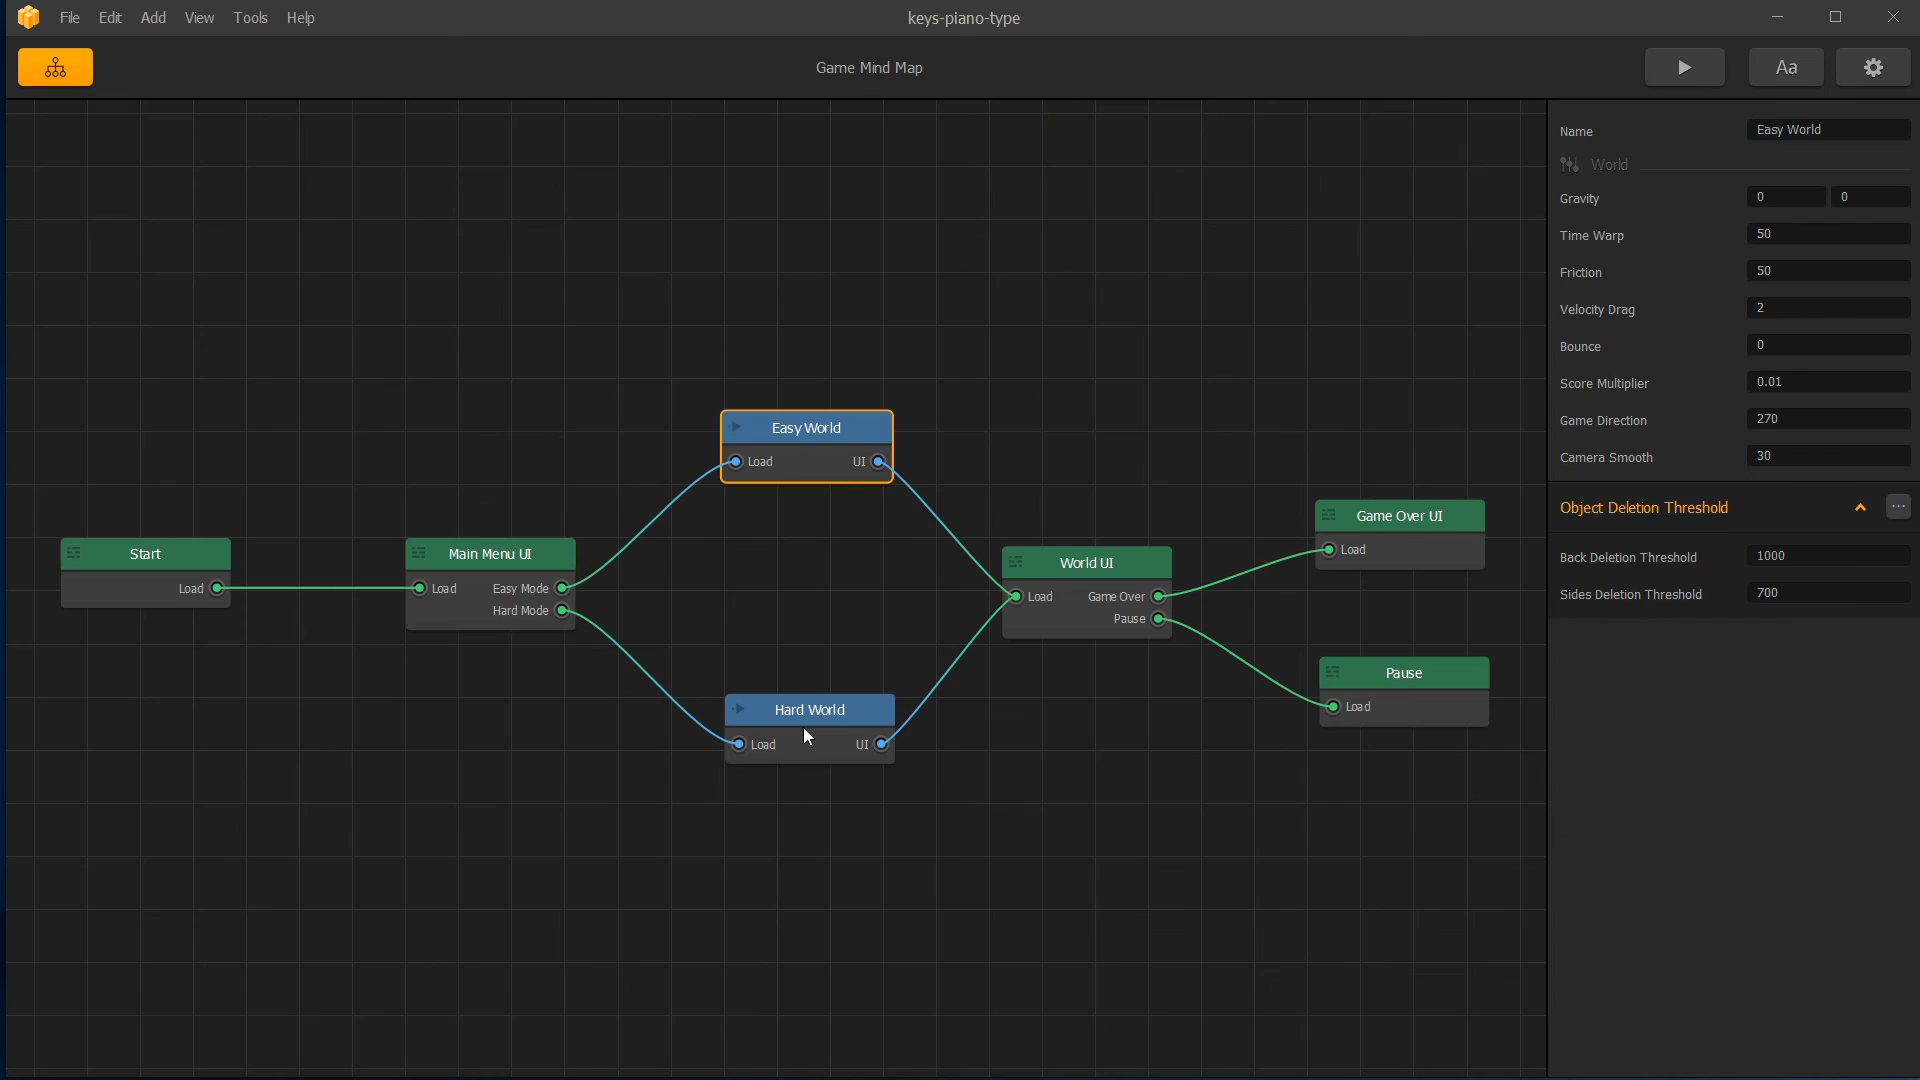 File Edit Add View Tools Help
keys-piano-type
Game Mind Map
Aa
Start
Load
Main Menu UI
Load Easy Mode
Hard Mode
Easy World
Load UI
Hard World
Load UI
World UI
Load Game Over
Pause
Game Over UI
Load
Pause
Load
Name Easy World
World
Gravity 0 0
Time Warp 50
Friction 50
Velocity Drag 2
Bounce 0
Score Multiplier 0.01
Game Direction 270
Camera Smooth 30
Object Deletion Threshold
Back Deletion Threshold 1000
Sides Deletion Threshold 700